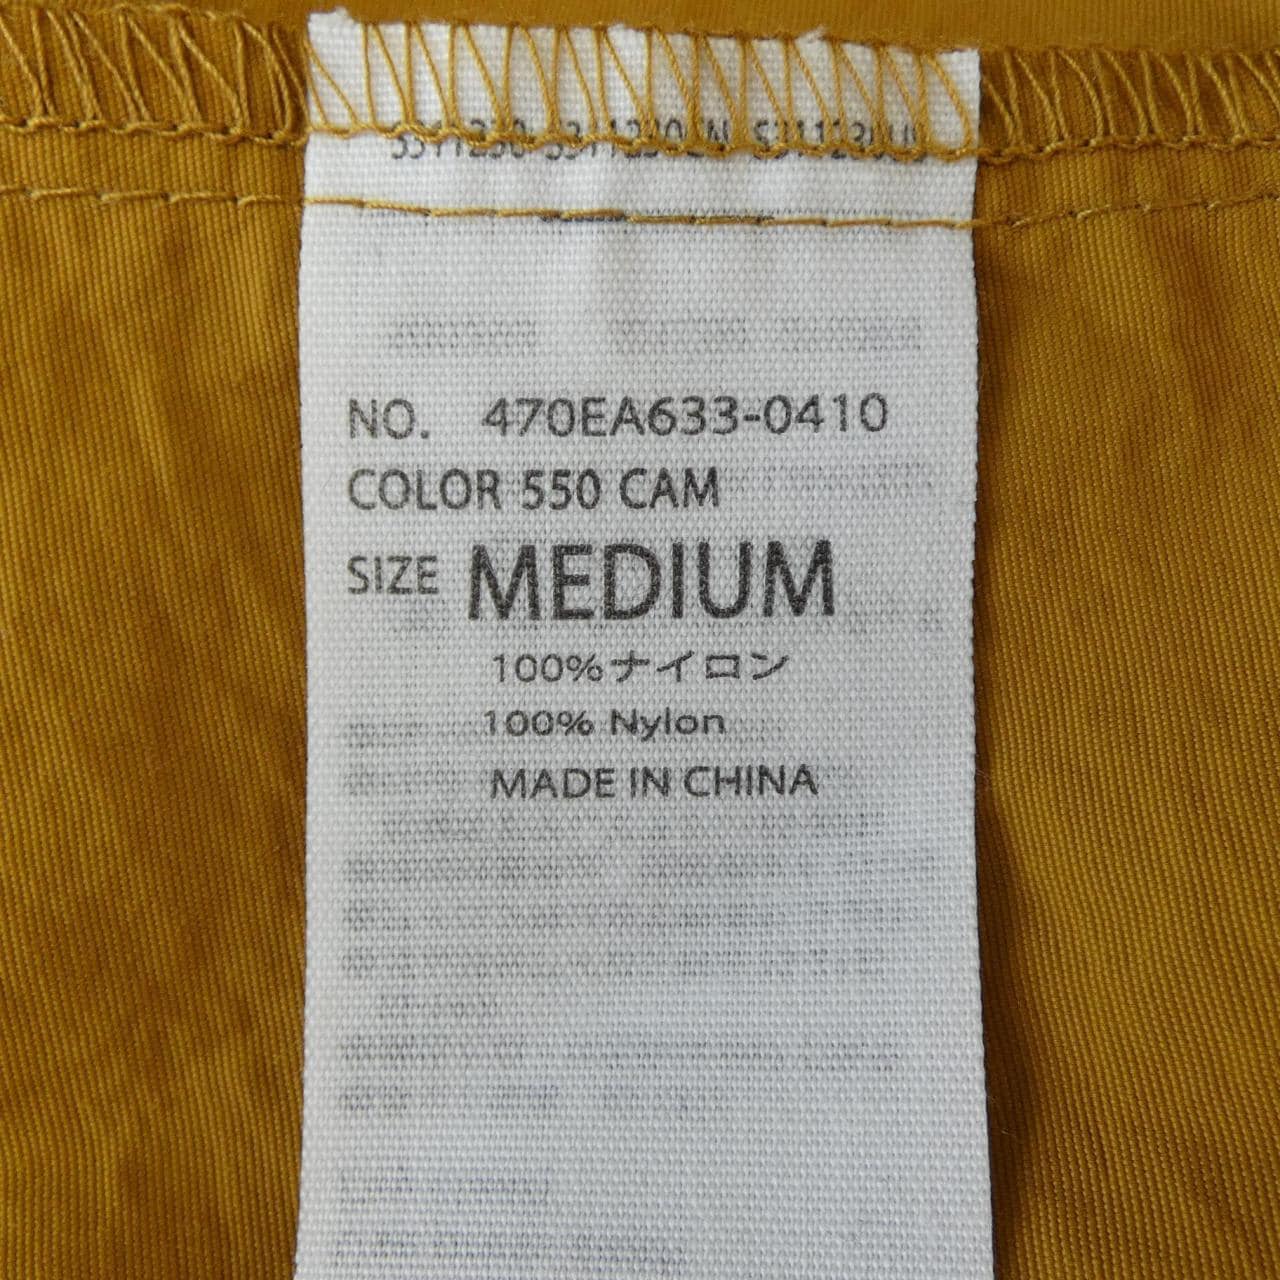 NO. 470EA633-0410
COLOR 550 CAM
SIZE MEDIUM
100%ナイロン
100% Nylon
MADE IN CHINA